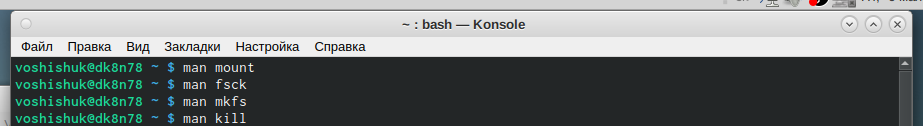 ~ : bash — Konsole
Файл Правка Вид Закладки Настройка Справка
voshishuk@dk8n78 ~ $ man mount
voshishuk@dk8n78 ~ $ man fsck
voshishuk@dk8n78 ~ $ man mkfs
voshishuk@dk8n78 ~ $ man kill